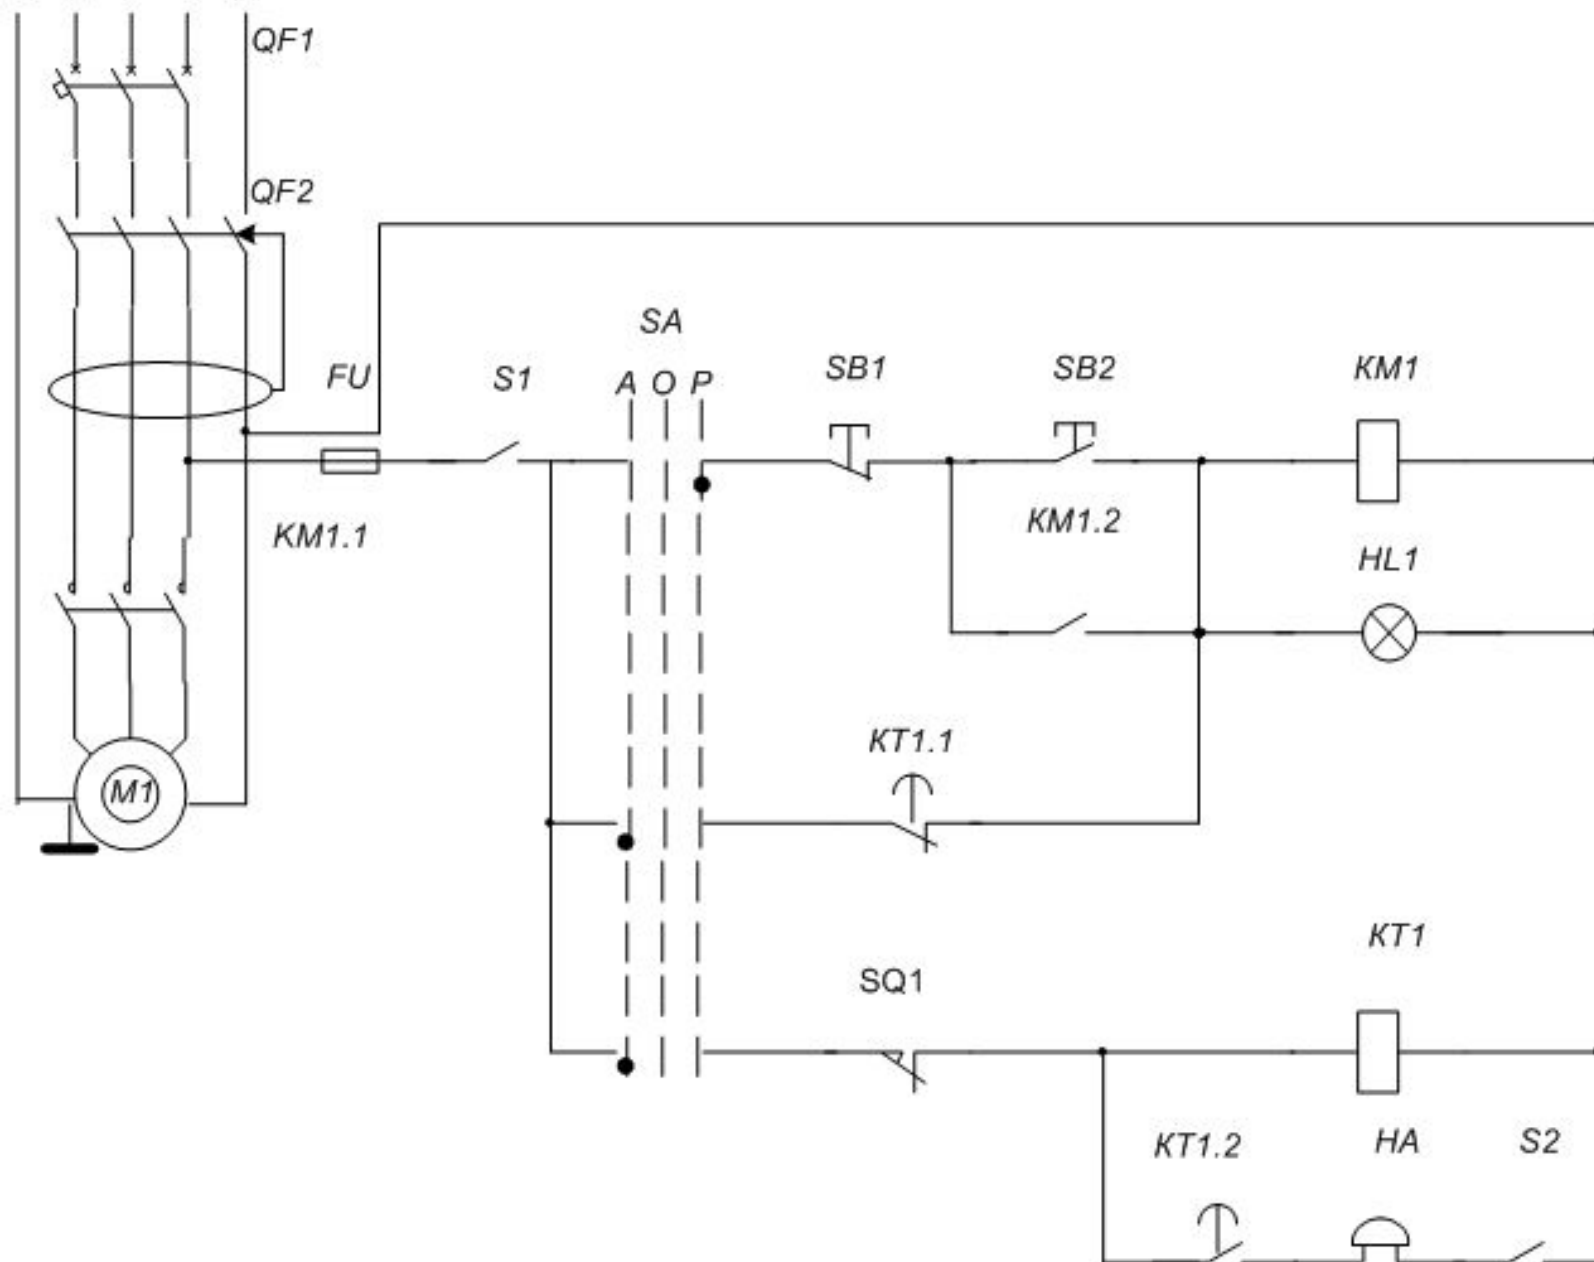 QF1
QF2
SA
FU
S1
А О Р
SB1
SB2
KM1
KM1.1
KM1.2
HL1
KT1.1
M1
KT1
SQ1
KT1.2
HA
S2